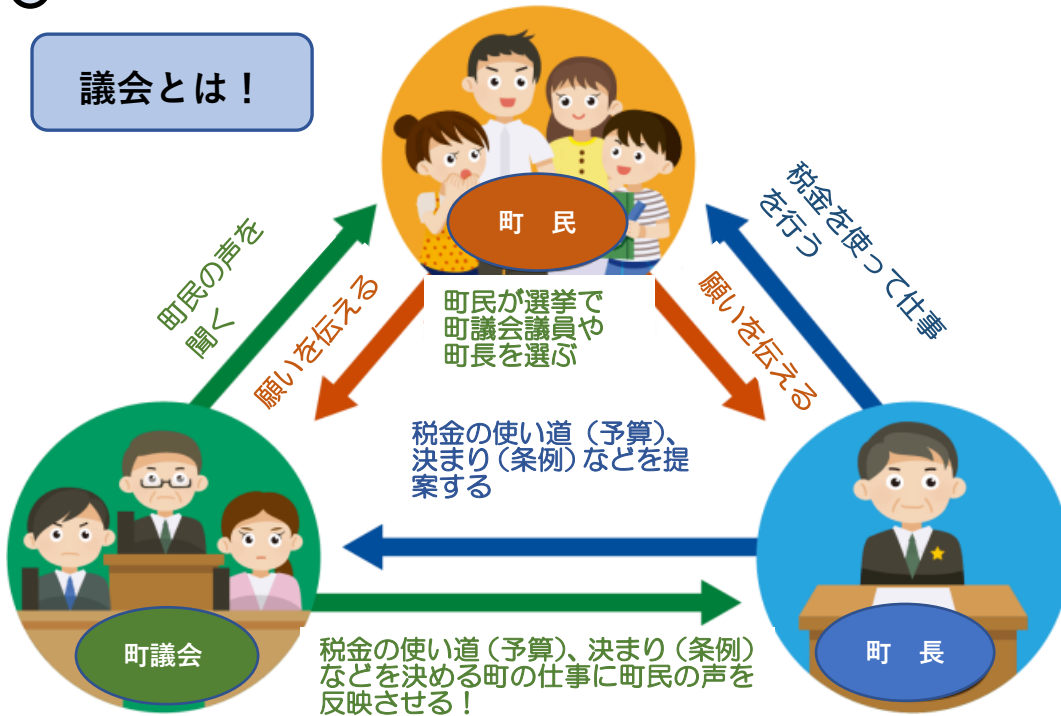 議会とは！
町　民
町民の声を
聞く
願いを伝える
町民が選挙で
町議会議員や
町長を選ぶ
願いを伝える
税金を使って仕事
を行う
税金の使い道（予算）、
決まり（条例）などを提
案する
町議会
町　長
税金の使い道（予算）、決まり（条例）
などを決める町の仕事に町民の声を
反映させる！